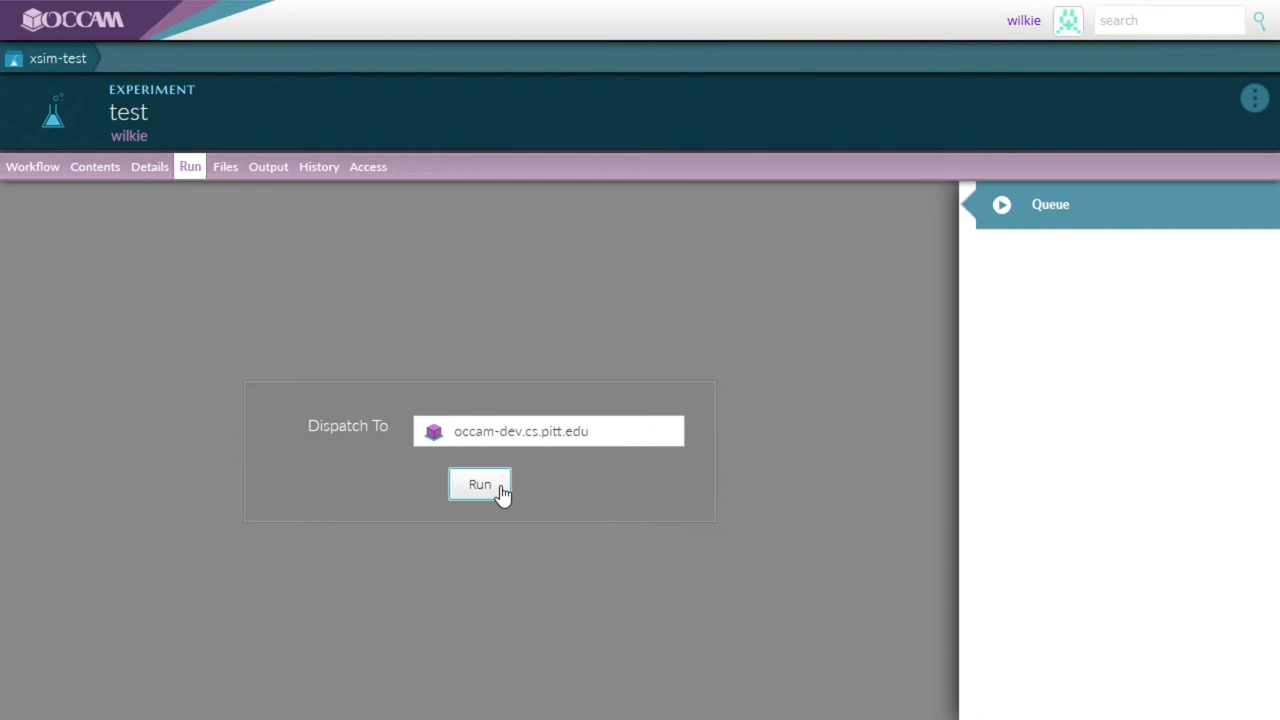 OCCAM
wilkie
search
xsim-test
EXPERIMENT
test
wilkie
Workflow Contents Details Run Files Output History Access
Queue
Dispatch To
occam-dev.cs.pitt.edu
Run